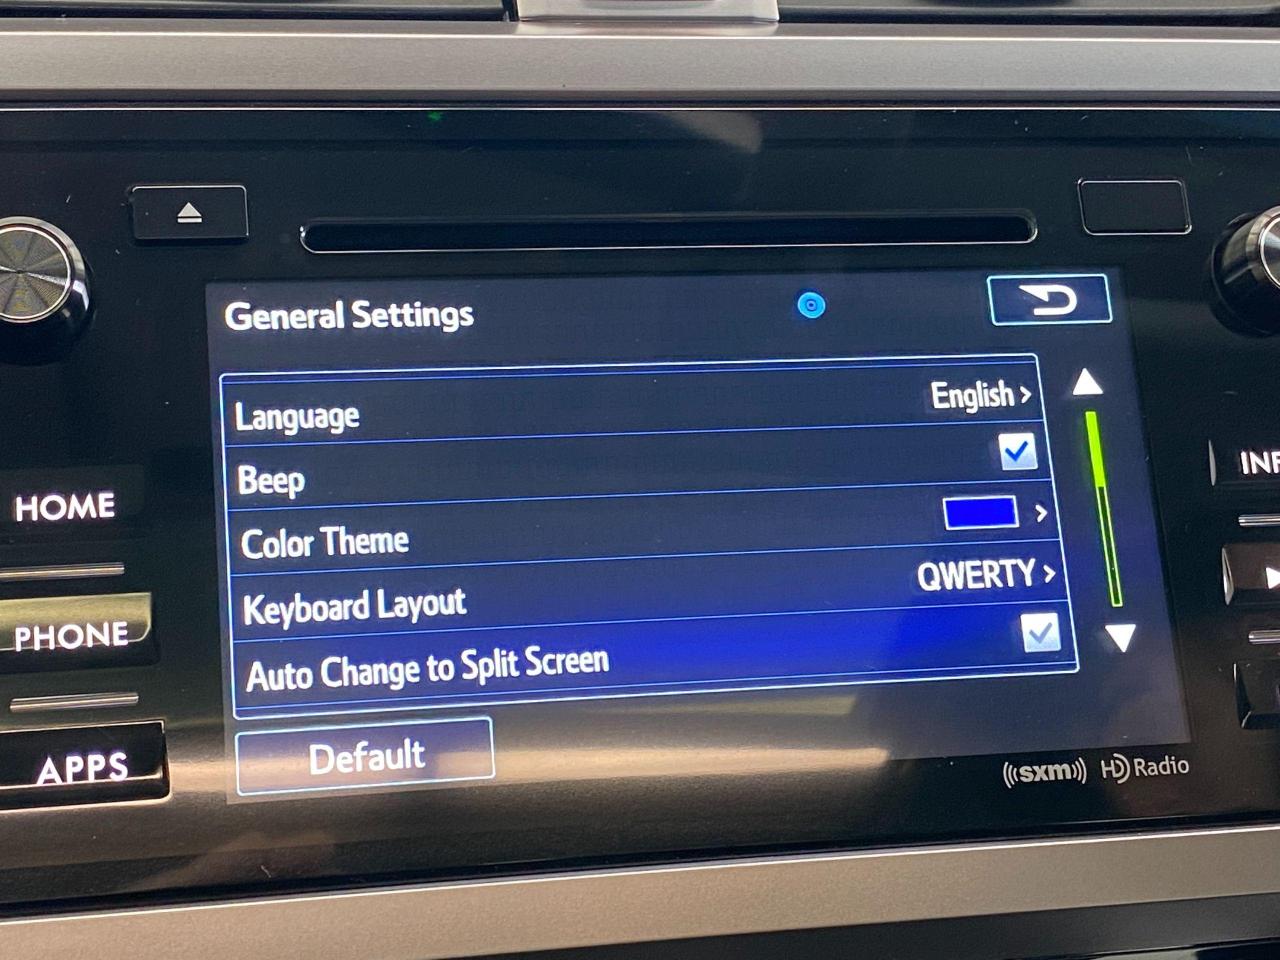 General Settings
Language English
Beep
Color Theme
Keyboard Layout QWERTY
Auto Change to Split Screen
Default
HOME
PHONE
APPS
INF
sxm HD Radio